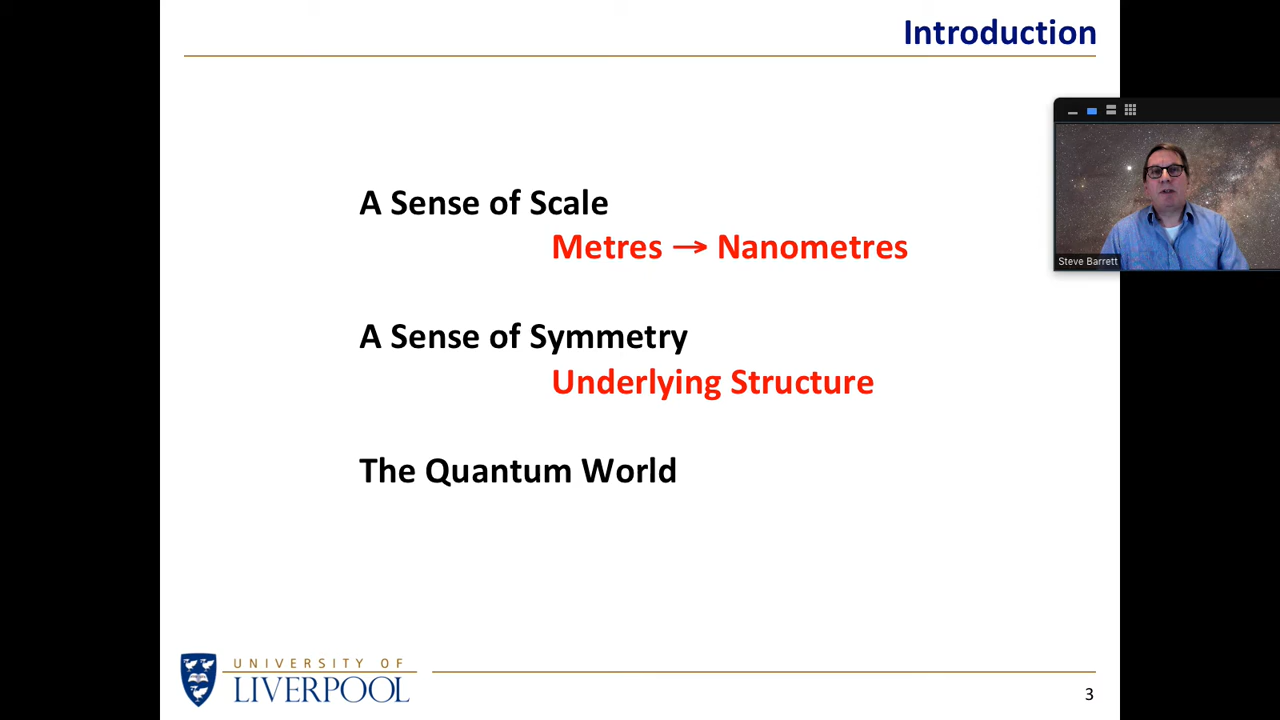 Introduction
A Sense of Scale
Metres → Nanometres
Steve Barrett
A Sense of Symmetry
Underlying Structure
The Quantum World
UNIVERSITY OF
LIVERPOOL
3